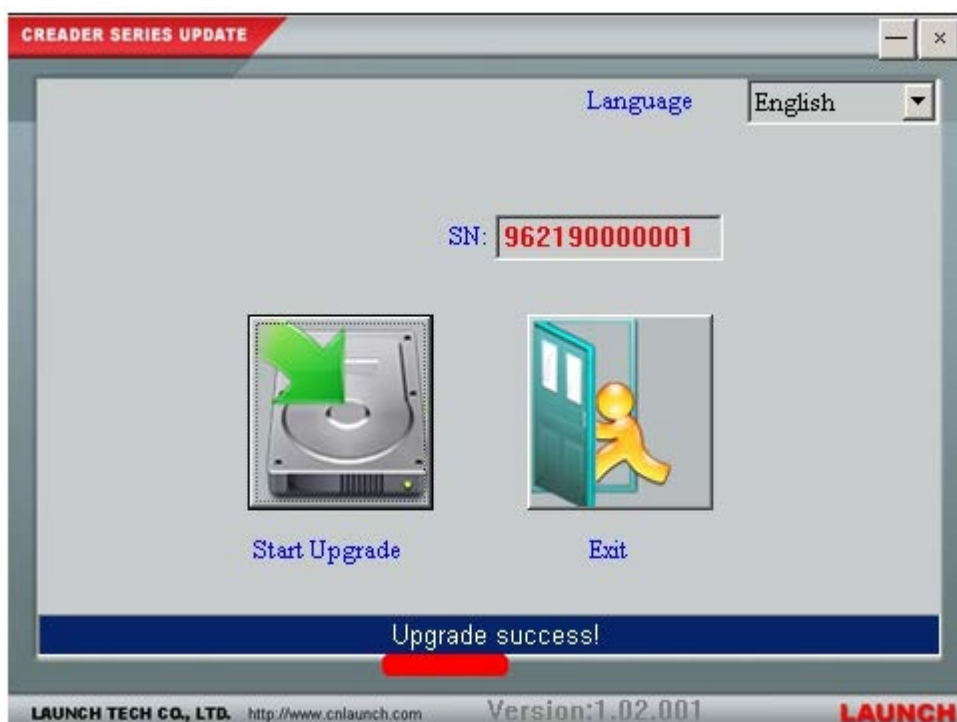 CREADER SERIES UPDATE
Language English
SN: 962190000001
Start Upgrade Exit
Upgrade success!
LAUNCH TECH CO., LTD. http://www.cnlaunch.com Version:1.02.001 LAUNCH